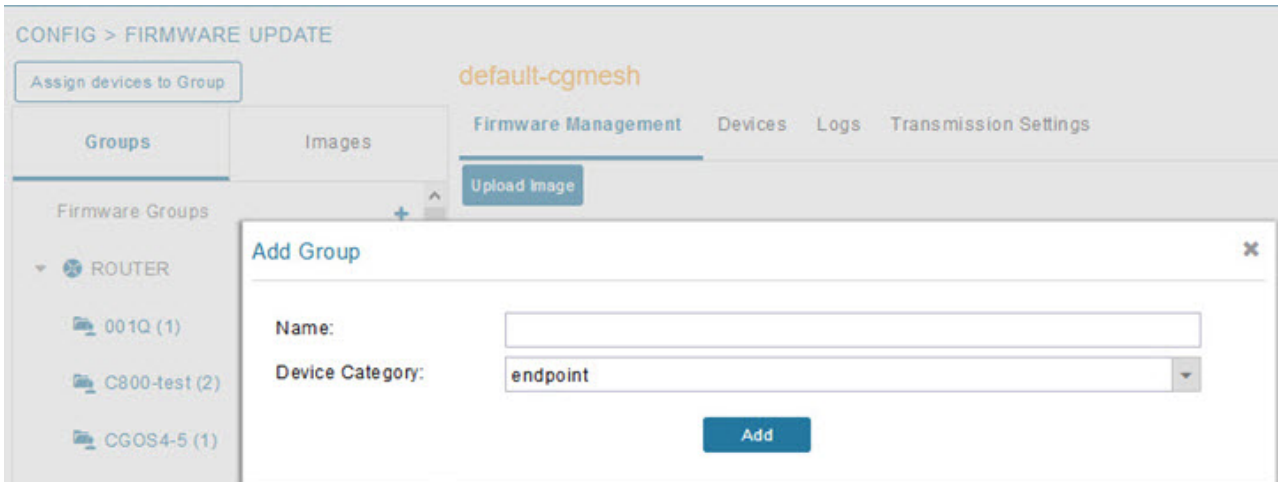 CONFIG > FIRMWARE UPDATE
Assign devices to Group
default-cgmesh
Groups
Images
Firmware Management
Devices
Logs
Transmission Settings
Upload Image
Firmware Groups
ROUTER
001Q (1)
C800-test (2)
CGOS4-5 (1)
Add Group
Name:
Device Category:
endpoint
Add